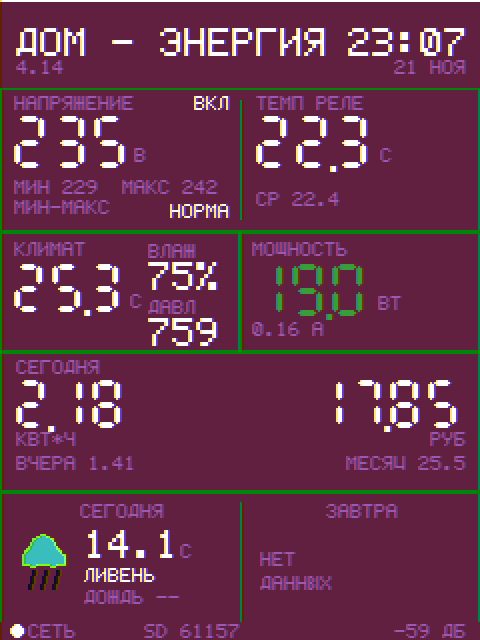 ДОМ - ЭНЕРГИЯ 23:07
4.14 21 НОЯ
НАПРЯЖЕНИЕ ВКЛ
235 В
МИН 229 МАКС 242
МИН-МАКС НОРМА
ТЕМП РЕЛЕ
22.3 С
СР 22.4
КЛИМАТ
25.3 С
ВЛАЖ
75%
ДАВЛ
759
МОЩНОСТЬ
19.0 ВТ
0.16 А
СЕГОДНЯ
2.18 17.85
КВТ*Ч РУБ
ВЧЕРА 1.41 МЕСЯЦ 25.5
СЕГОДНЯ
14.1 С
ЛИВЕНЬ
ДОЖДЬ --
ЗАВТРА
НЕТ
ДАННЫХ
СЕТЬ SD 61157 -59 ДБ